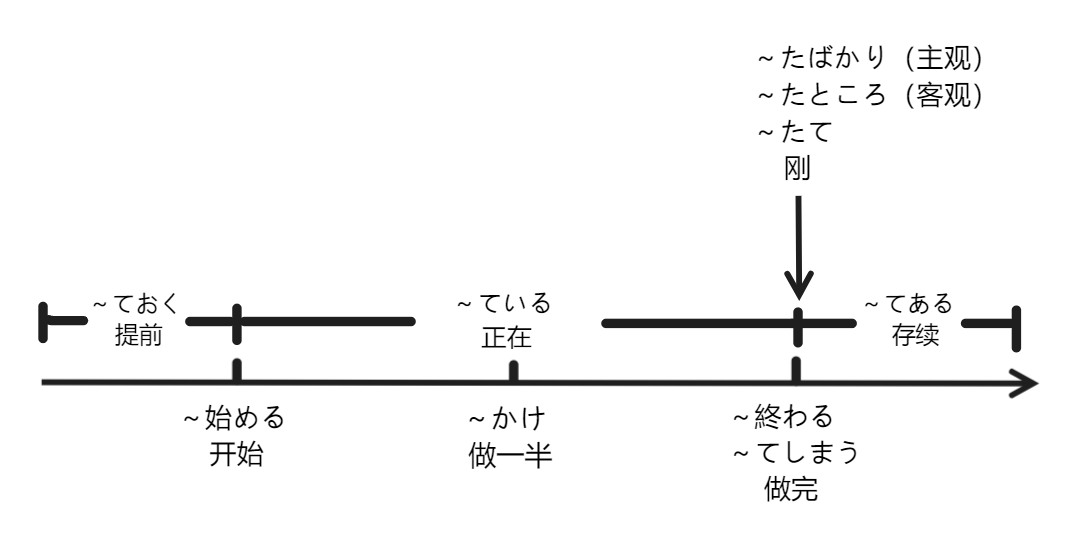 ~たばかり（主观）
~たところ（客观）
~たて
刚
~ておく
提前
~ている
正在
~てある
存续
~始める
开始
~かけ
做一半
~終わる
~てしまう
做完